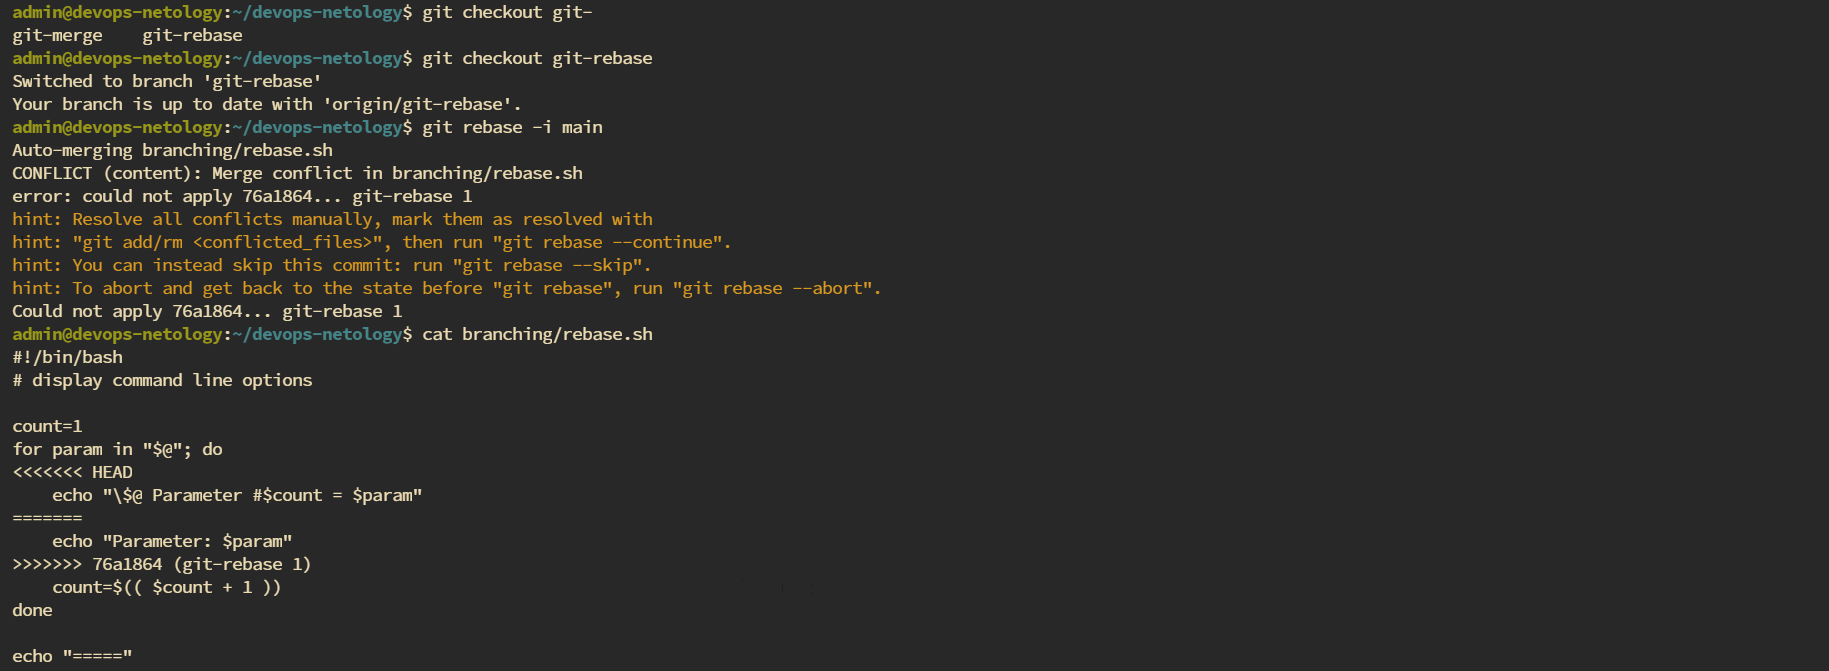 admin@devops-netology:~/devops-netology$ git checkout git-
git-merge    git-rebase
admin@devops-netology:~/devops-netology$ git checkout git-rebase
Switched to branch 'git-rebase'
Your branch is up to date with 'origin/git-rebase'.
admin@devops-netology:~/devops-netology$ git rebase -i main
Auto-merging branching/rebase.sh
CONFLICT (content): Merge conflict in branching/rebase.sh
error: could not apply 76a1864... git-rebase 1
hint: Resolve all conflicts manually, mark them as resolved with
hint: "git add/rm <conflicted_files>", then run "git rebase --continue".
hint: You can instead skip this commit: run "git rebase --skip".
hint: To abort and get back to the state before "git rebase", run "git rebase --abort".
Could not apply 76a1864... git-rebase 1
admin@devops-netology:~/devops-netology$ cat branching/rebase.sh
#!/bin/bash
# display command line options

count=1
for param in "$@"; do
<<<<<<< HEAD
    echo "\$@ Parameter #$count = $param"
=======
    echo "Parameter: $param"
>>>>>>> 76a1864 (git-rebase 1)
    count=$(( $count + 1 ))
done

echo "====="